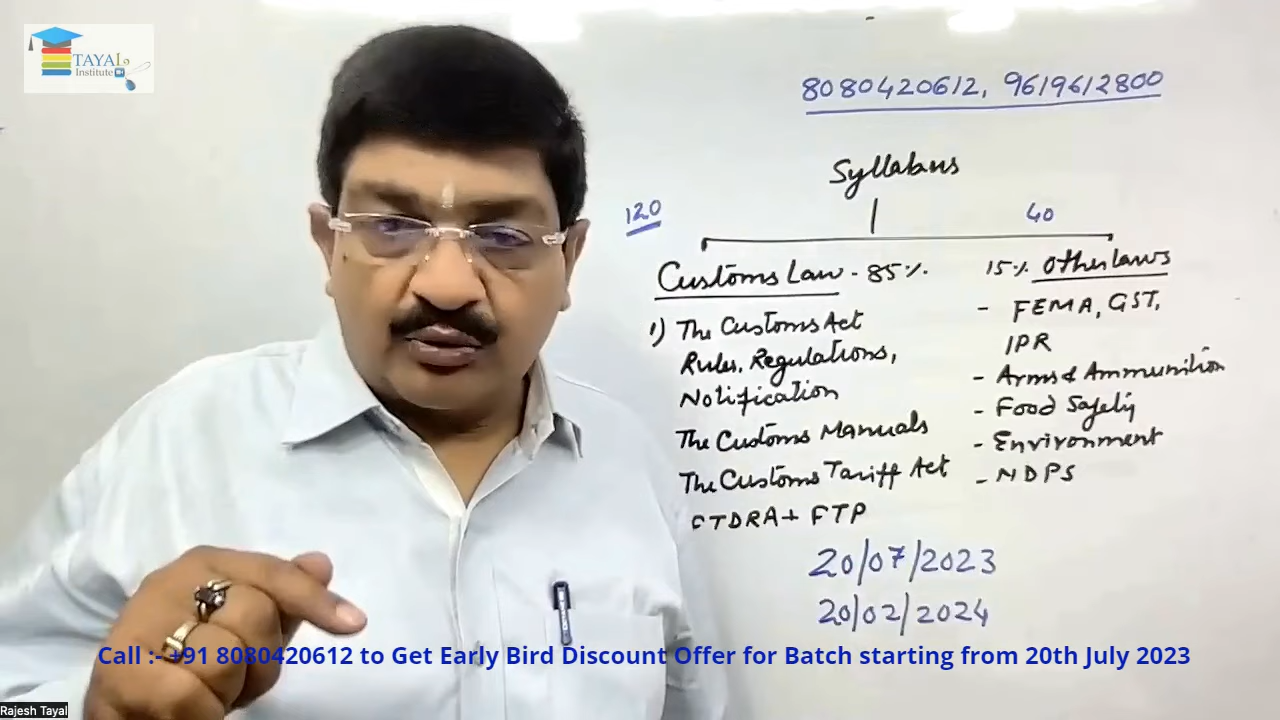 TAYAL
Institute
8080420612, 9619612800
Syllabus
120
40
Customs Law - 85%.
15%. Other laws
1) The Customs Act
Rules, Regulations,
Notification
The Customs Manuals
The Customs Tariff Act
FTDRA + FTP
- FEMA, GST,
IPR
- Arms & Ammunition
- Food Safety
- Environment
- NDPS
20/07/2023
20/02/2024
Call :- +91 8080420612 to Get Early Bird Discount Offer for Batch starting from 20th July 2023
Rajesh Tayal